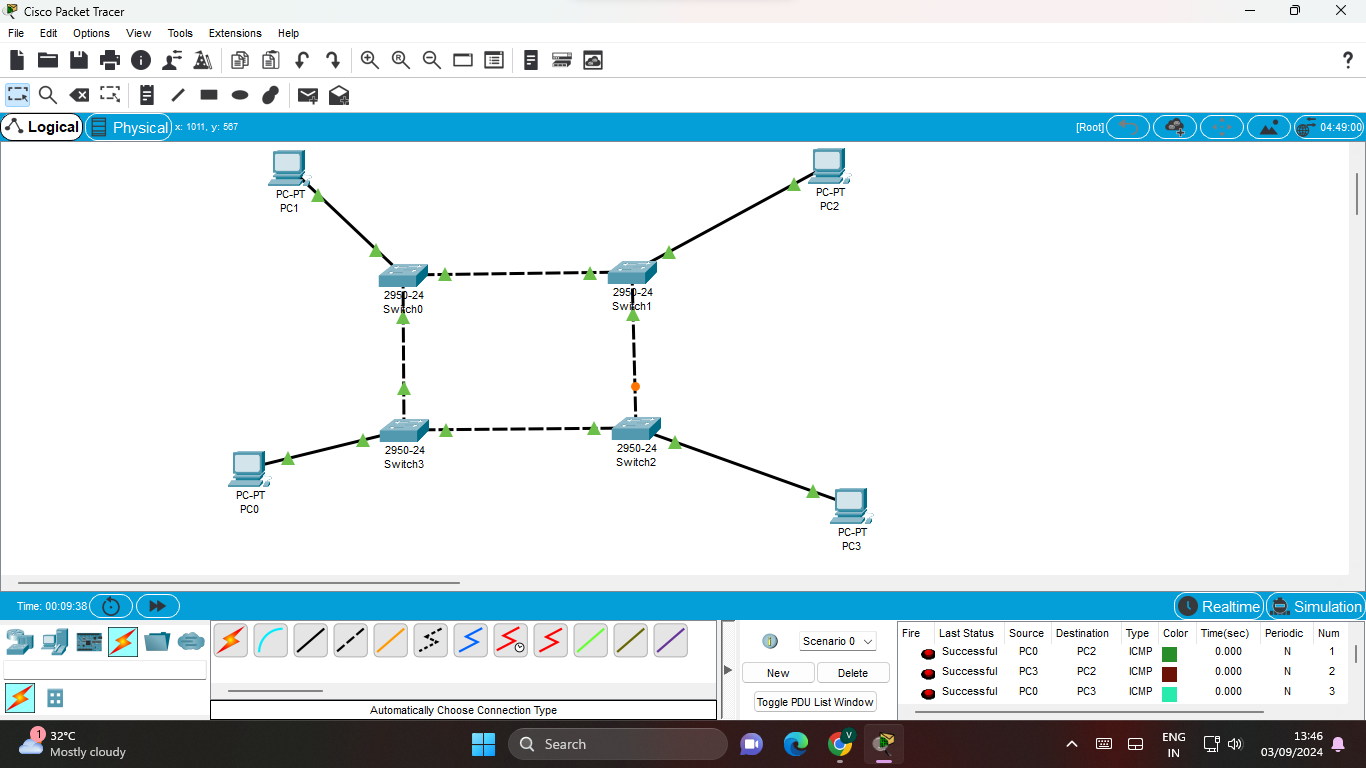 Cisco Packet Tracer
File Edit Options View Tools Extensions Help
Logical Physical x: 1011, y: 567 [Root] 04:49:00
PC-PT
PC1
PC-PT
PC2
2950-24
Switch0
2950-24
Switch1
2950-24
Switch3
2950-24
Switch2
PC-PT
PC0
PC-PT
PC3
Time: 00:09:38 Realtime Simulation
Scenario 0
New Delete
Toggle PDU List Window
Automatically Choose Connection Type
Fire Last Status Source Destination Type Color Time(sec) Periodic Num
Successful PC0 PC2 ICMP 0.000 N 1
Successful PC3 PC2 ICMP 0.000 N 2
Successful PC0 PC3 ICMP 0.000 N 3
1
32°C
Mostly cloudy
Search
V
ENG
IN
13:46
03/09/2024